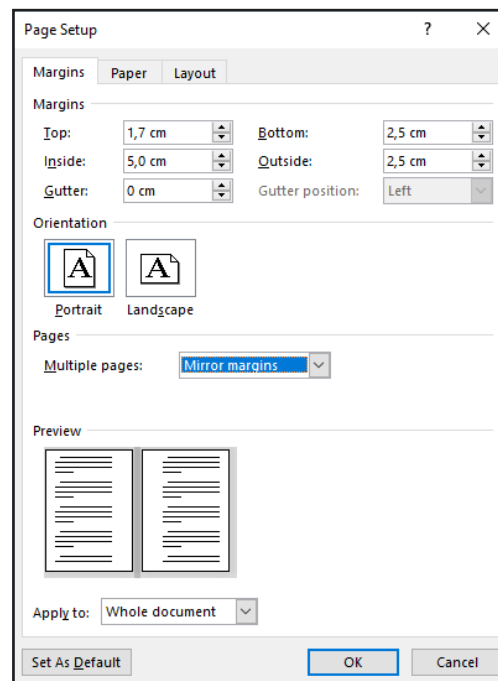 Page Setup ? ×
Margins Paper Layout
Margins
Top: 1,7 cm Bottom: 2,5 cm
Inside: 5,0 cm Outside: 2,5 cm
Gutter: 0 cm Gutter position: Left
Orientation
A A
Portrait Landscape
Pages
Multiple pages: Mirror margins
Preview
Apply to: Whole document
Set As Default OK Cancel